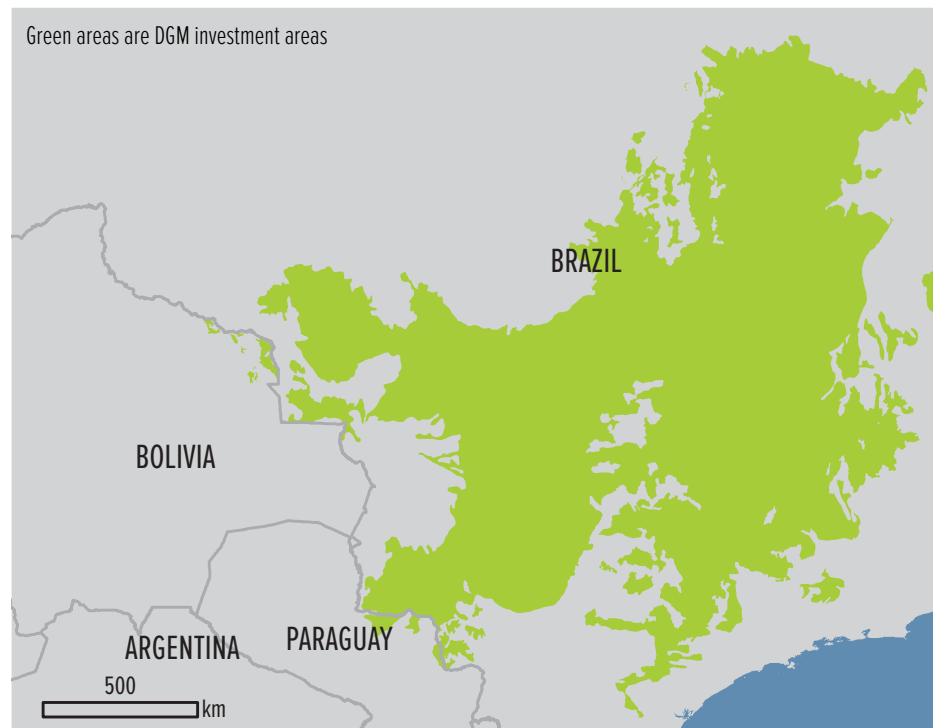 Green areas are DGM investment areas
BRAZIL
BOLIVIA
PARAGUAY
ARGENTINA
500
km